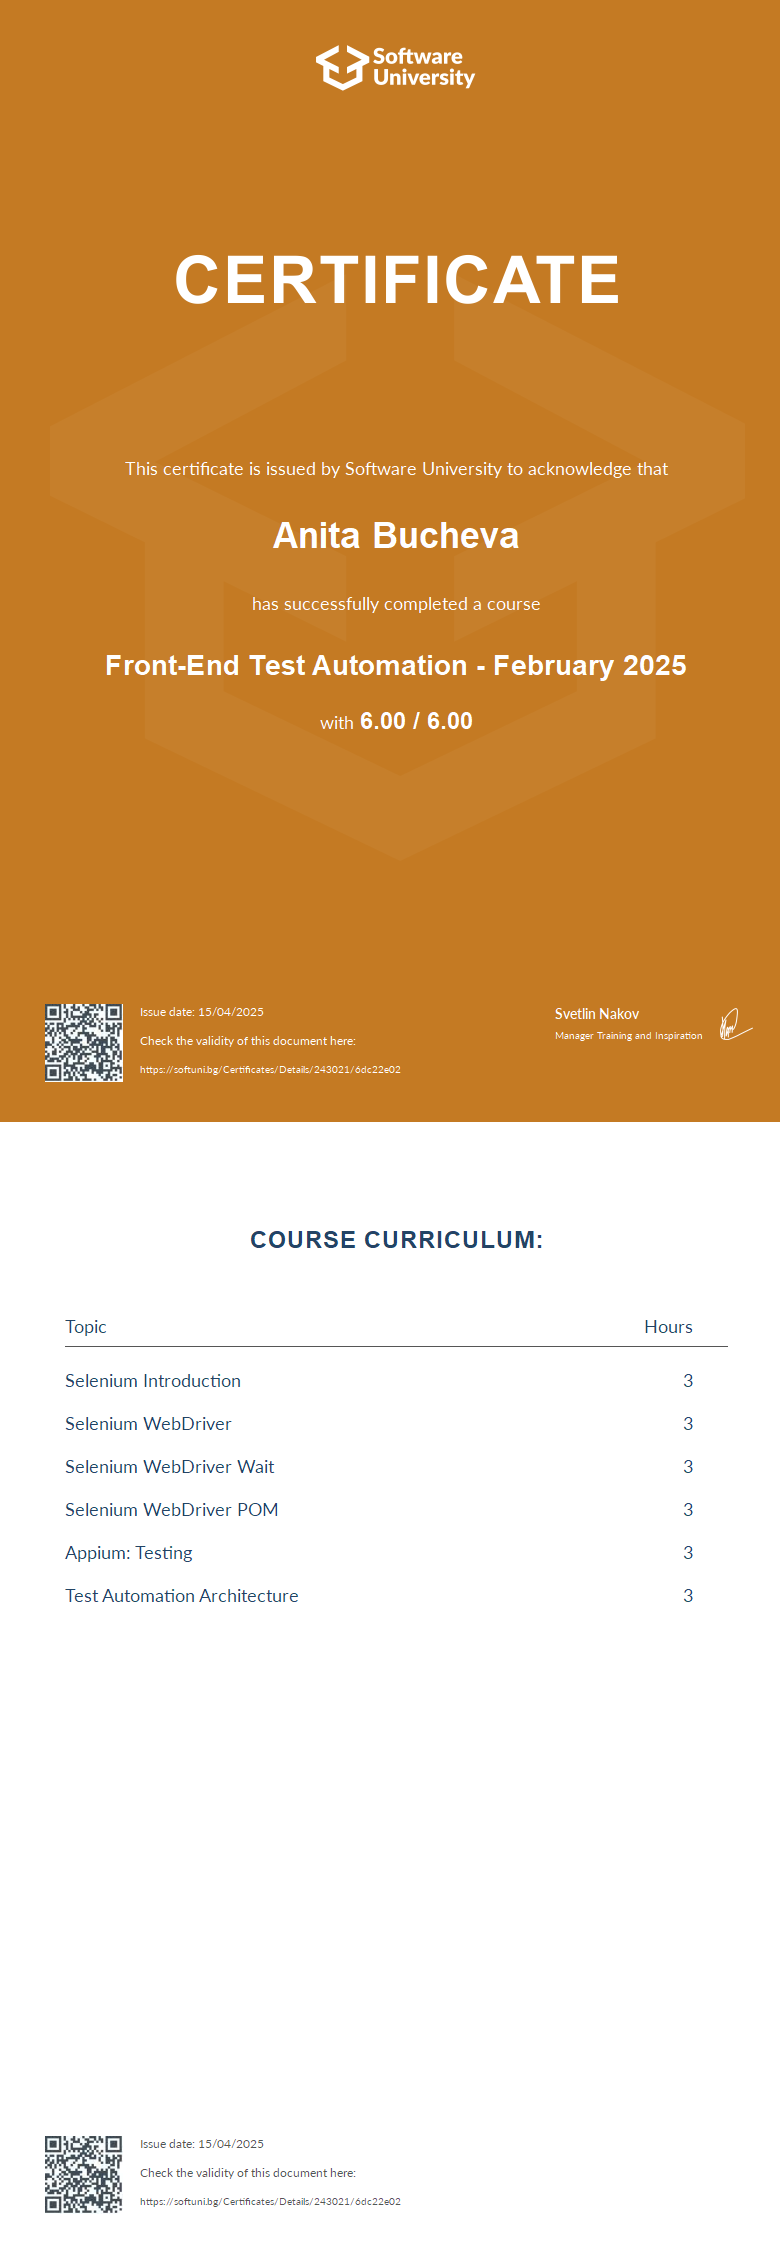 Software
University
CERTIFICATE
This certificate is issued by Software University to acknowledge that
Anita Bucheva
has successfully completed a course
Front-End Test Automation - February 2025
with 6.00 / 6.00
Issue date: 15/04/2025
Check the validity of this document here:
https://softuni.bg/Certificates/Details/243021/6dc22e02
Svetlin Nakov
Manager Training and Inspiration
COURSE CURRICULUM:
Topic Hours
Selenium Introduction 3
Selenium WebDriver 3
Selenium WebDriver Wait 3
Selenium WebDriver POM 3
Appium: Testing 3
Test Automation Architecture 3
Issue date: 15/04/2025
Check the validity of this document here:
https://softuni.bg/Certificates/Details/243021/6dc22e02